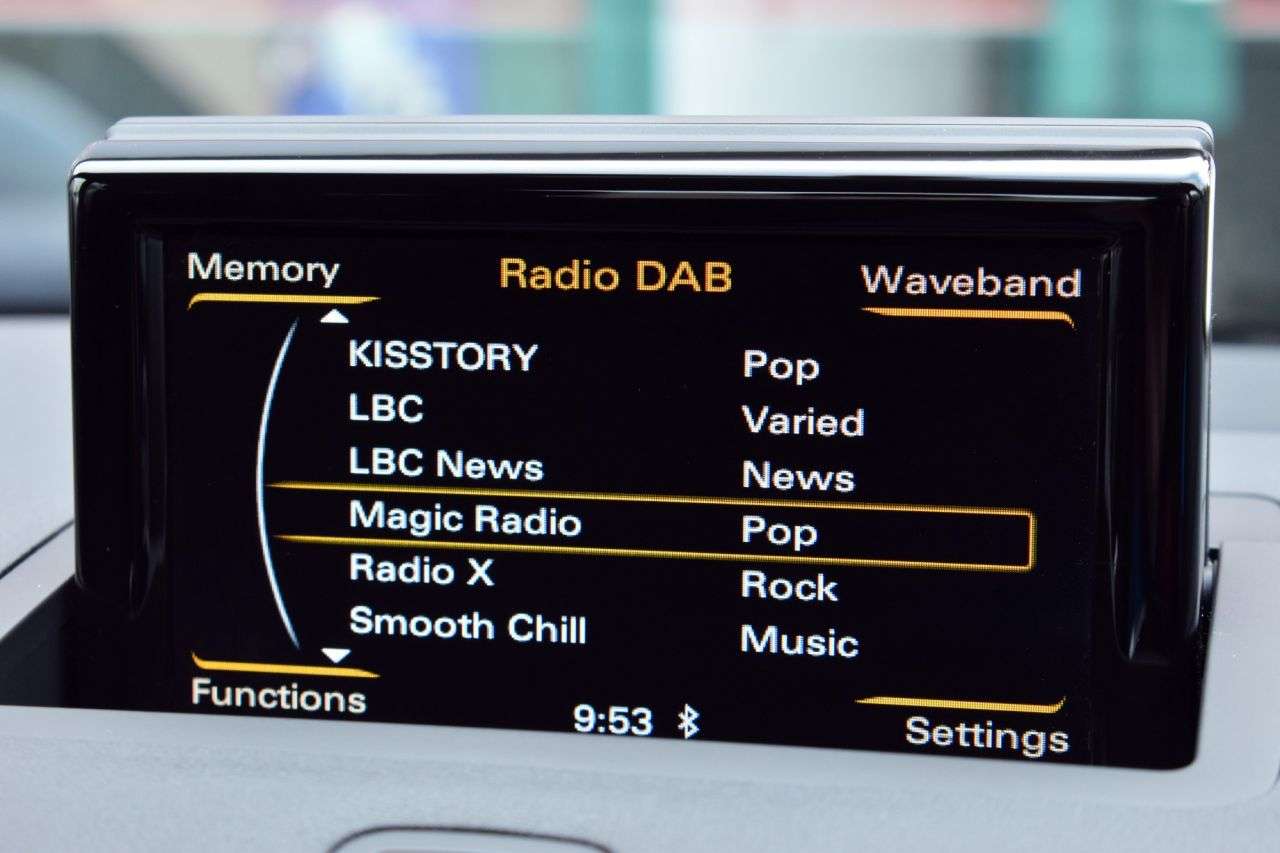 Memory Radio DAB Waveband
KISSTORY Pop
LBC Varied
LBC News News
Magic Radio Pop
Radio X Rock
Smooth Chill Music
Functions 9:53 Settings